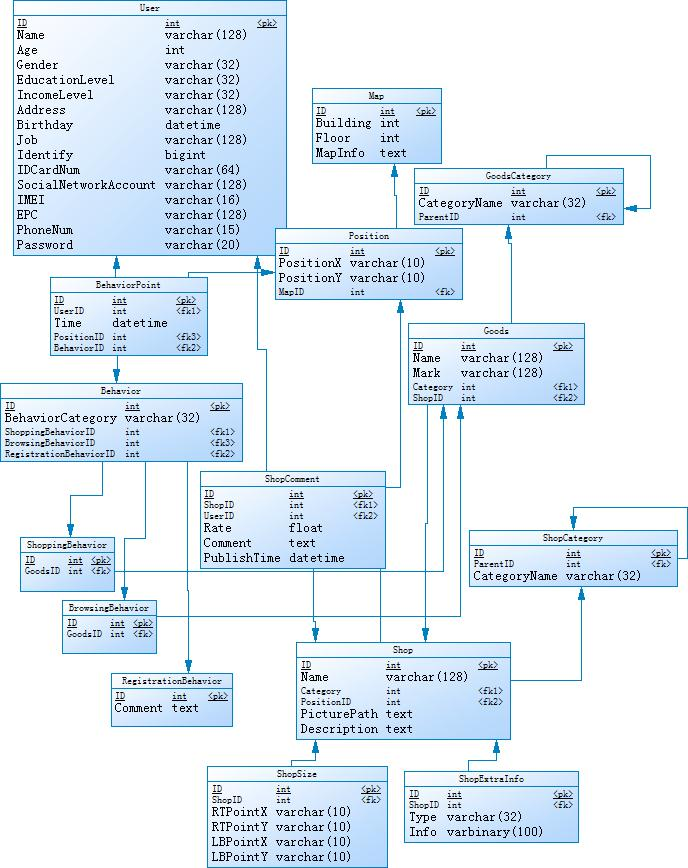 User
ID int <pk>
Name varchar(128)
Age int
Gender varchar(32)
EducationLevel varchar(32)
IncomeLevel varchar(32)
Address varchar(128)
Birthday datetime
Job varchar(128)
Identify bigint
IDCardNum varchar(64)
SocialNetworkAccount varchar(128)
IMEI varchar(16)
EPC varchar(128)
PhoneNum varchar(15)
Password varchar(20)
Map
ID int <pk>
Building int
Floor int
MapInfo text
GoodsCategory
ID int <pk>
CategoryName varchar(32)
ParentID int <fk>
Position
ID int <pk>
PositionX varchar(10)
PositionY varchar(10)
MapID int <fk>
BehaviorPoint
ID int <pk>
UserID int <fk1>
Time datetime
PositionID int <fk3>
BehaviorID int <fk2>
Goods
ID int <pk>
Name varchar(128)
Mark varchar(128)
Category int <fk1>
ShopID int <fk2>
Behavior
ID int <pk>
BehaviorCategory varchar(32)
ShoppingBehaviorID int <fk1>
BrowsingBehaviorID int <fk3>
RegistrationBehaviorID int <fk2>
ShopComment
ID int <pk>
ShopID int <fk1>
UserID int <fk2>
Rate float
Comment text
PublishTime datetime
ShoppingBehavior
ID int <pk>
GoodsID int <fk>
ShopCategory
ID int <pk>
ParentID int <fk>
CategoryName varchar(32)
BrowsingBehavior
ID int <pk>
GoodsID int <fk>
Shop
ID int <pk>
Name varchar(128)
Category int <fk1>
PositionID int <fk2>
PicturePath text
Description text
RegistrationBehavior
ID int <pk>
Comment text
ShopSize
ID int <pk>
ShopID int <fk>
RTPointX varchar(10)
RTPointY varchar(10)
LBPointX varchar(10)
LBPointY varchar(10)
ShopExtraInfo
ID int <pk>
ShopID int <fk>
Type varchar(32)
Info varbinary(100)